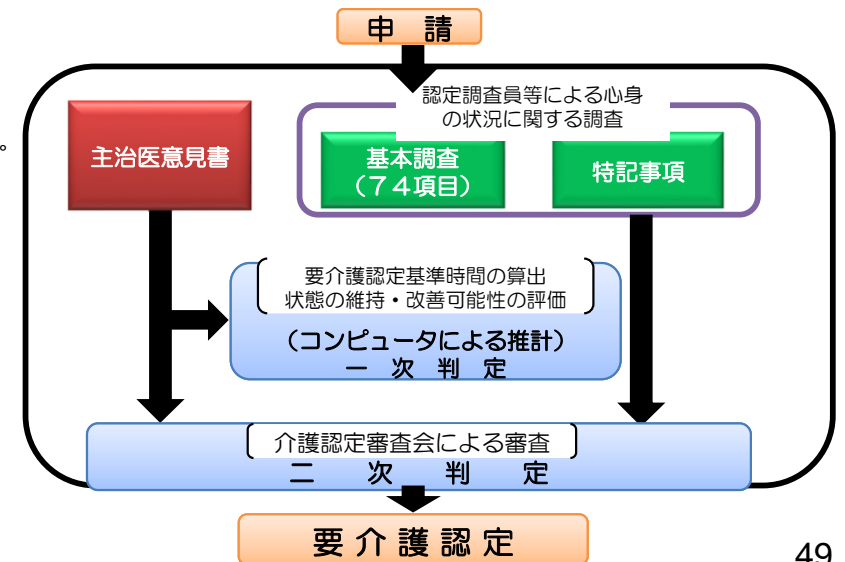 申 請
認定調査員等による心身
の状況に関する調査
。
主治医意見書
基本調査
（７４項目）
特記事項
要介護認定基準時間の算出
状態の維持・改善可能性の評価
（コンピュータによる推計）
一 次 判 定
介護認定審査会による審査
二 次 判 定
要 介 護 認 定
49